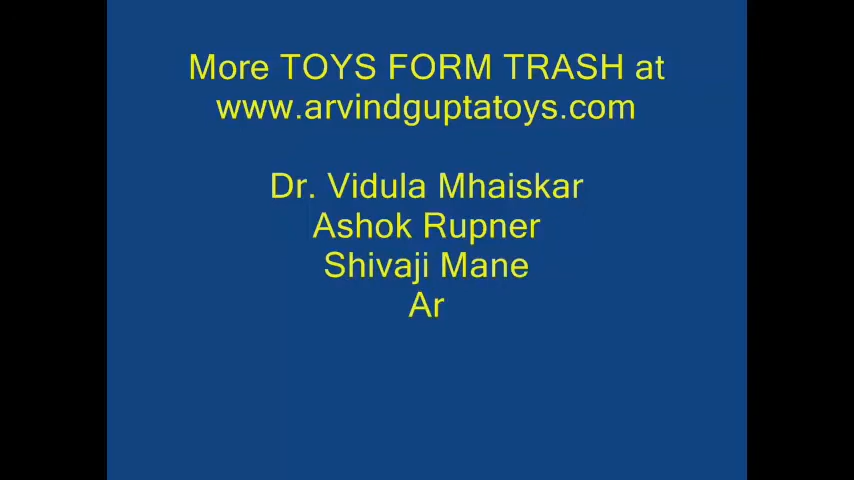 More TOYS FORM TRASH at
www.arvindguptatoys.com
Dr. Vidula Mhaiskar
Ashok Rupner
Shivaji Mane
Ar